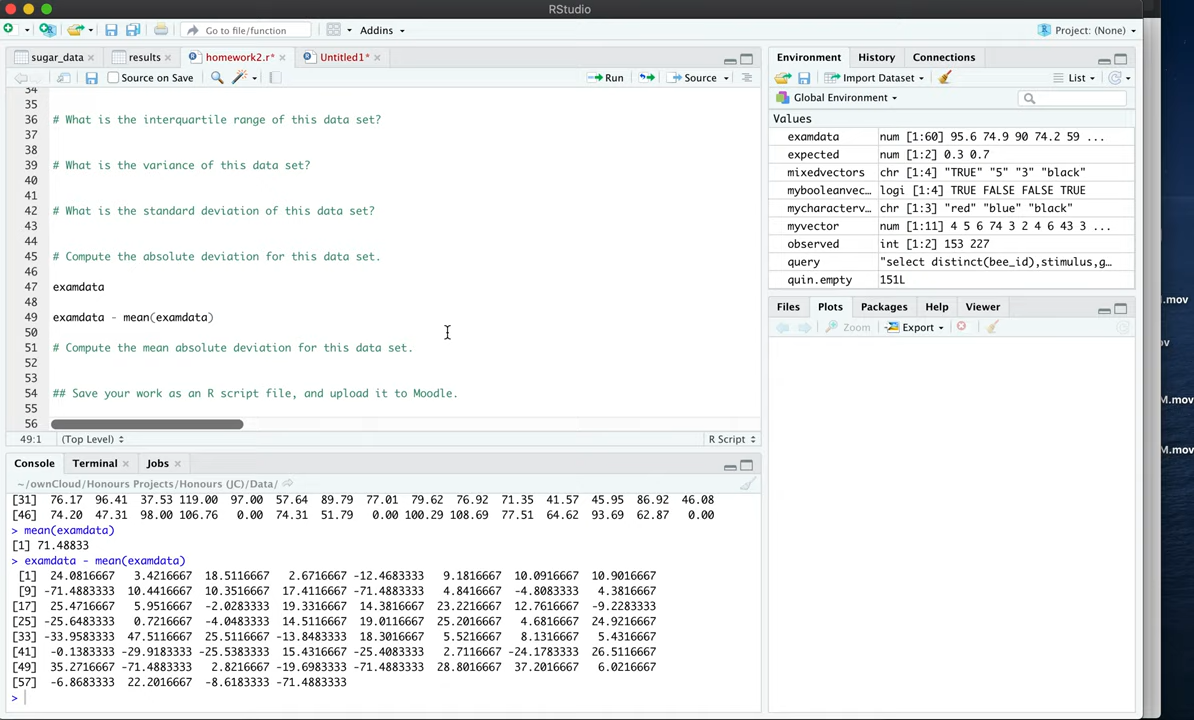 RStudio
Go to file/function
Addins
Project: (None)
sugar_data
results
homework2.r*
Untitled1*
Source on Save
Run
Source
34
35
36 # What is the interquartile range of this data set?
37
38
39 # What is the variance of this data set?
40
41
42 # What is the standard deviation of this data set?
43
44
45 # Compute the absolute deviation for this data set.
46
47 examdata
48
49 examdata - mean(examdata)
50
51 # Compute the mean absolute deviation for this data set.
52
53
54 ## Save your work as an R script file, and upload it to Moodle.
55
56
49:1 (Top Level) R Script
Console Terminal Jobs
~/ownCloud/Honours Projects/Honours (JC)/Data/
[31] 76.17 96.41 37.53 119.00 97.00 57.64 89.79 77.01 79.62 76.92 71.35 41.57 45.95 86.92 46.08
[46] 74.20 47.31 98.00 106.76 0.00 74.31 51.79 0.00 100.29 108.69 77.51 64.62 93.69 62.87 0.00
> mean(examdata)
[1] 71.48833
> examdata - mean(examdata)
[1] 24.0816667 3.4216667 18.5116667 2.6716667 -12.4683333 9.1816667 10.0916667 10.9016667
[9] -71.4883333 10.4416667 10.3516667 17.4116667 -71.4883333 4.8416667 -4.8083333 4.3816667
[17] 25.4716667 5.9516667 -2.0283333 19.3316667 14.3816667 23.2216667 12.7616667 -9.2283333
[25] -25.6483333 0.7216667 -4.0483333 14.5116667 19.0116667 25.2016667 4.6816667 24.9216667
[33] -33.9583333 47.5116667 25.5116667 -13.8483333 18.3016667 5.5216667 8.1316667 5.4316667
[41] -0.1383333 -29.9183333 -25.5383333 15.4316667 -25.4083333 2.7116667 -24.1783333 26.5116667
[49] 35.2716667 -71.4883333 2.8216667 -19.6983333 -71.4883333 28.8016667 37.2016667 6.0216667
[57] -6.8683333 22.2016667 -8.6183333 -71.4883333
>
Environment History Connections
Import Dataset List
Global Environment
Values
examdata num [1:60] 95.6 74.9 90 74.2 59 ...
expected num [1:2] 0.3 0.7
mixedvectors chr [1:4] "TRUE" "5" "3" "black"
mybooleanvec… logi [1:4] TRUE FALSE FALSE TRUE
mycharacterv… chr [1:3] "red" "blue" "black"
myvector num [1:11] 4 5 6 74 3 2 4 6 43 3 ...
observed int [1:2] 153 227
query "select distinct(bee_id),stimulus,g…
quin.empty 151L
Files Plots Packages Help Viewer
Zoom Export
.mov
ov
M.mov
M.mov